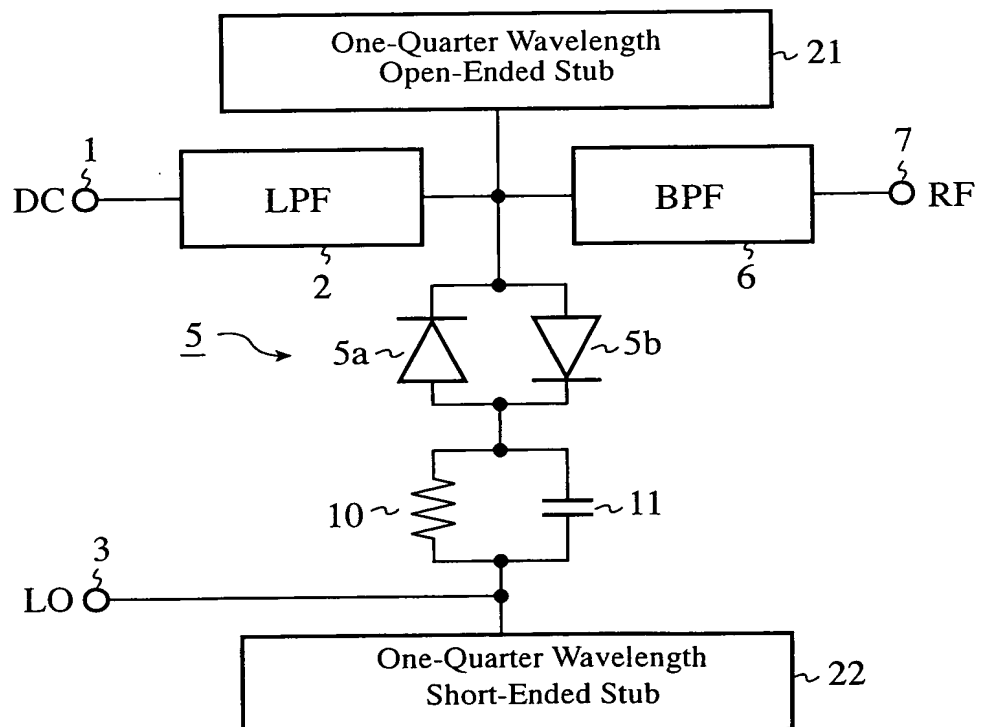 One-Quarter Wavelength
Open-Ended Stub
21
1
7
DC
LPF
BPF
RF
2
6
5
5a
5b
10
11
3
LO
One-Quarter Wavelength
Short-Ended Stub
22